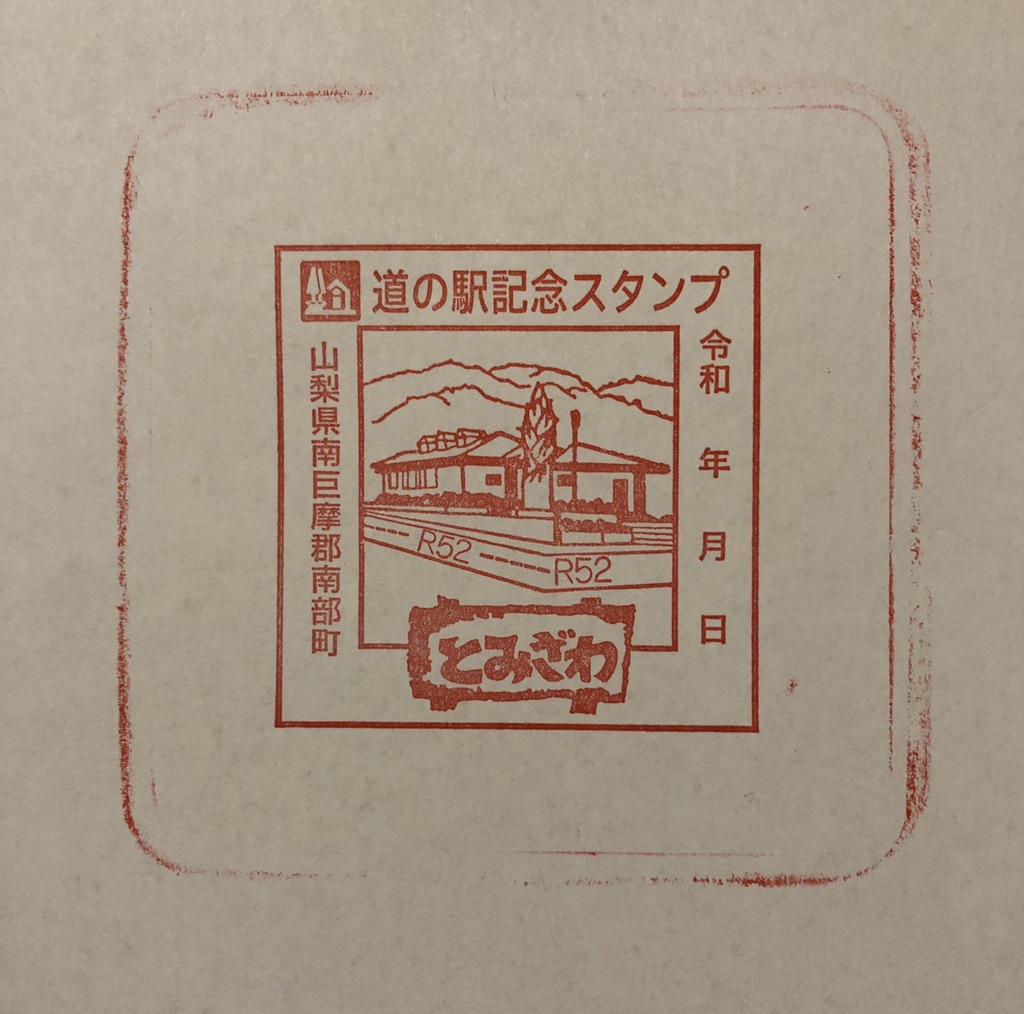 道の駅記念スタンプ
山梨県南巨摩郡南部町
令和 年 月 日
R52
R52
とみざわ